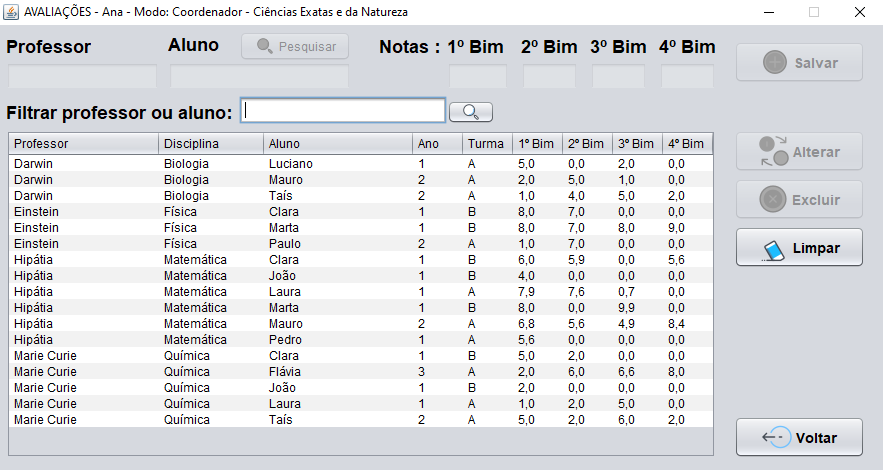 AVALIAÇÕES - Ana - Modo: Coordenador - Ciências Exatas e da Natureza
Professor Aluno Pesquisar Notas : 1º Bim 2º Bim 3º Bim 4º Bim
Salvar
Filtrar professor ou aluno:
Professor Disciplina Aluno Ano Turma 1º Bim 2º Bim 3º Bim 4º Bim
Darwin Biologia Luciano 1 A 5,0 0,0 2,0 0,0
Darwin Biologia Mauro 2 A 2,0 5,0 1,0 0,0
Darwin Biologia Taís 2 A 1,0 4,0 5,0 2,0
Einstein Física Clara 1 B 8,0 7,0 0,0 0,0
Einstein Física Marta 1 B 8,0 7,0 8,0 9,0
Einstein Física Paulo 2 A 1,0 7,0 0,0 0,0
Hipátia Matemática Clara 1 B 6,0 5,9 0,0 5,6
Hipátia Matemática João 1 B 4,0 0,0 0,0 0,0
Hipátia Matemática Laura 1 A 7,9 7,6 0,7 0,0
Hipátia Matemática Marta 1 B 8,0 0,0 9,9 0,0
Hipátia Matemática Mauro 2 A 6,8 5,6 4,9 8,4
Hipátia Matemática Pedro 1 A 5,6 0,0 0,0 0,0
Marie Curie Química Clara 1 B 5,0 2,0 0,0 0,0
Marie Curie Química Flávia 3 A 2,0 6,0 6,6 8,0
Marie Curie Química João 1 B 2,0 0,0 0,0 0,0
Marie Curie Química Laura 1 A 1,0 2,0 5,0 0,0
Marie Curie Química Taís 2 A 5,0 2,0 6,0 2,0
Alterar
Excluir
Limpar
Voltar